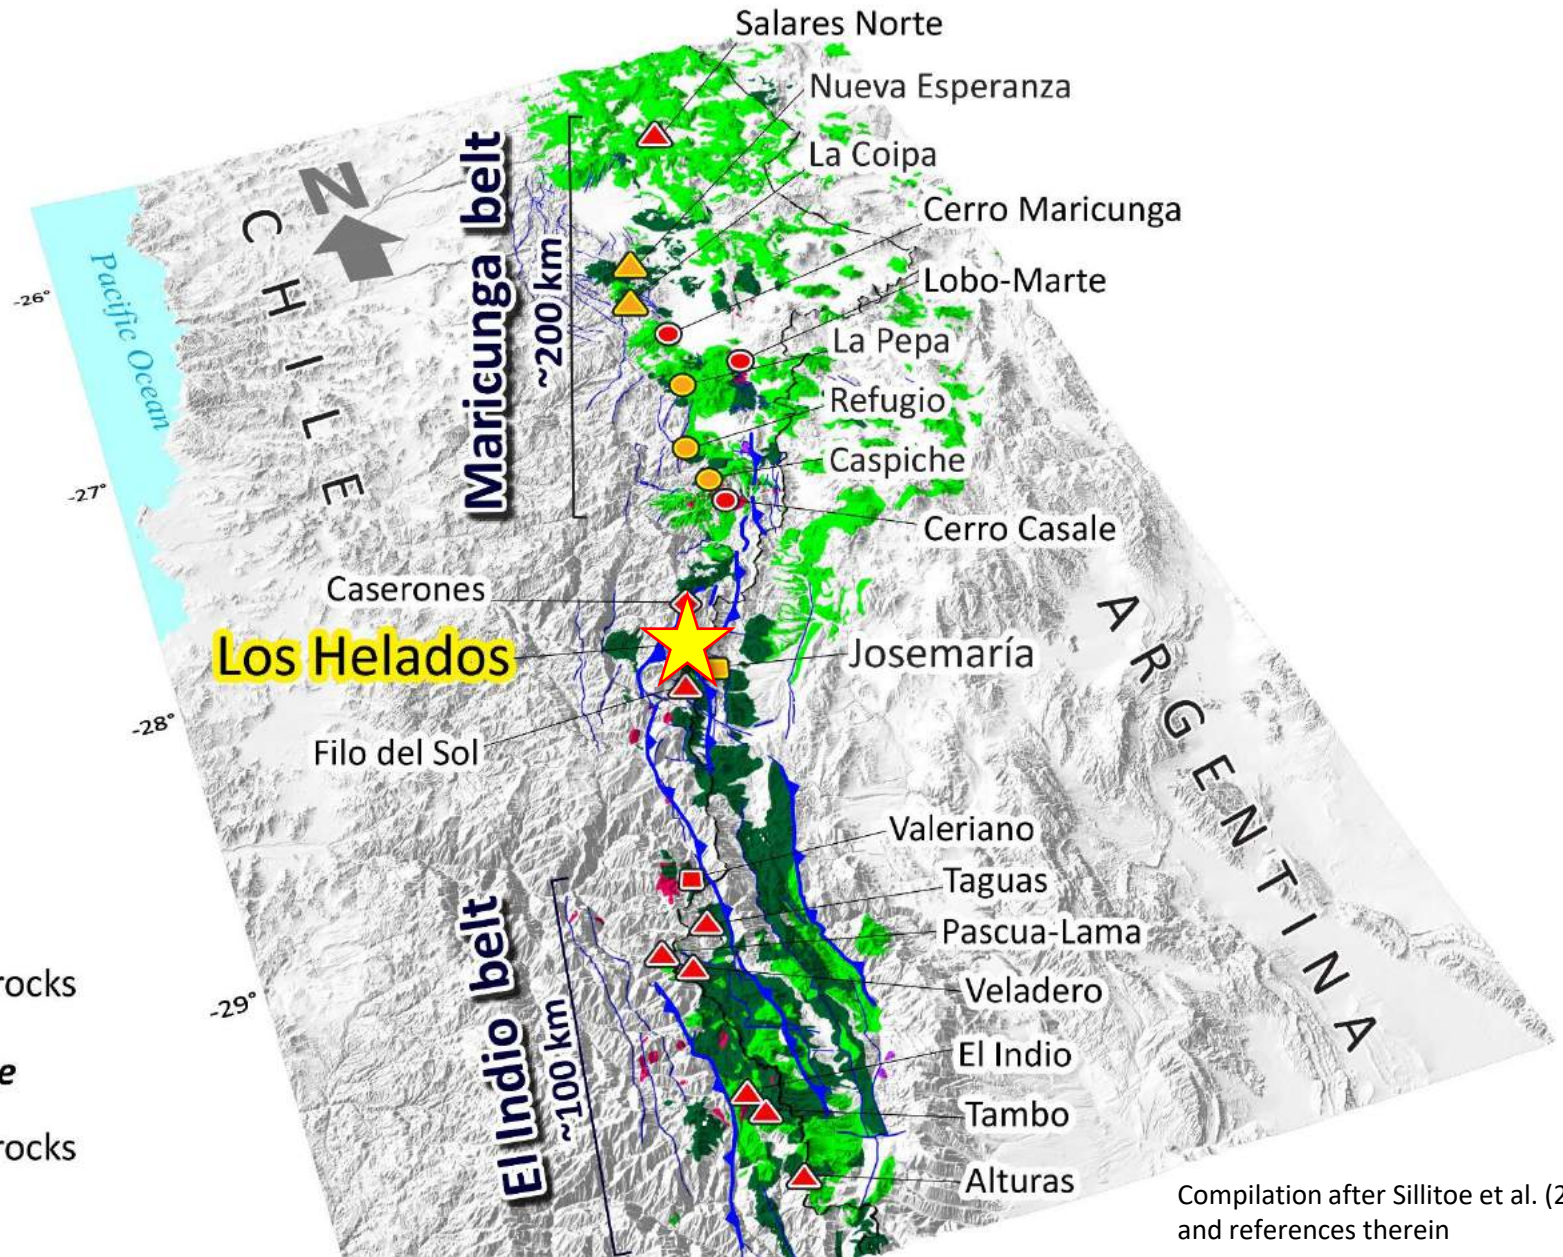 Salares Norte
Nueva Esperanza
La Coipa
Cerro Maricunga
Lobo-Marte
La Pepa
Refugio
Caspiche
Cerro Casale
Maricunga belt
~200 km
N
CHILE
Pacific Ocean
-26°
-27°
-28°
-29°
Caserones
Los Helados
Josemaría
Filo del Sol
ARGENTINA
Valeriano
Taguas
Pascua-Lama
Veladero
El Indio
Tambo
Alturas
El Indio belt
~100 km
rocks
e
rocks
Compilation after Sillitoe et al. (2
and references therein